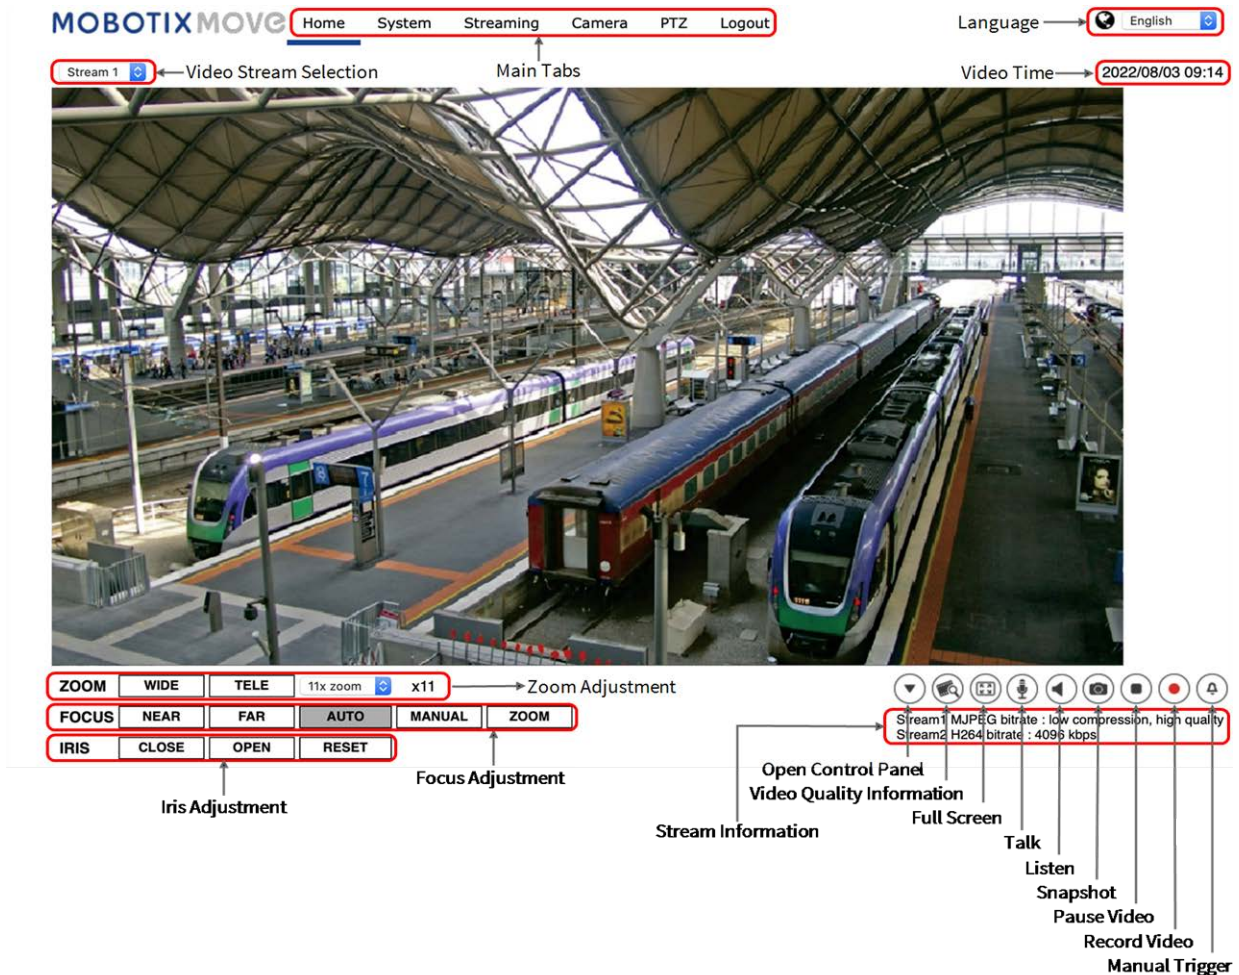 MOBOTIX MOVE
Home System Streaming Camera PTZ Logout
Language
English
Stream 1
Video Stream Selection
Main Tabs
Video Time
2022/08/03 09:14
ZOOM WIDE TELE 11x zoom x11
Zoom Adjustment
FOCUS NEAR FAR AUTO MANUAL ZOOM
IRIS CLOSE OPEN RESET
Stream1 MJPEG bitrate : low compression, high quality
Stream2 H264 bitrate : 4096 kbps
Focus Adjustment
Iris Adjustment
Open Control Panel
Video Quality Information
Full Screen
Stream Information
Talk
Listen
Snapshot
Pause Video
Record Video
Manual Trigger